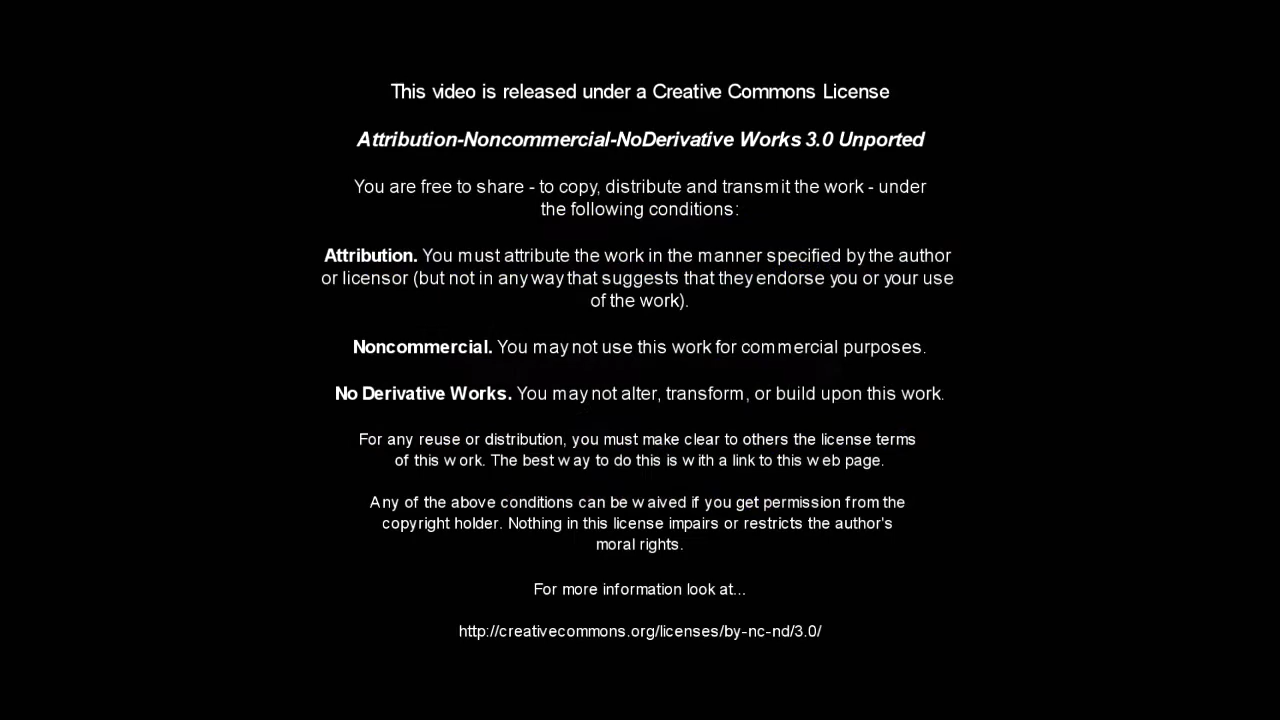 This video is released under a Creative Commons License
Attribution-Noncommercial-NoDerivative Works 3.0 Unported
You are free to share - to copy, distribute and transmit the work - under
the following conditions:
Attribution. You must attribute the work in the manner specified by the author
or licensor (but not in any way that suggests that they endorse you or your use
of the work).
Noncommercial. You may not use this work for commercial purposes.
No Derivative Works. You may not alter, transform, or build upon this work.
For any reuse or distribution, you must make clear to others the license terms
of this work. The best way to do this is with a link to this web page.
Any of the above conditions can be waived if you get permission from the
copyright holder. Nothing in this license impairs or restricts the author's
moral rights.
For more information look at...
http://creativecommons.org/licenses/by-nc-nd/3.0/